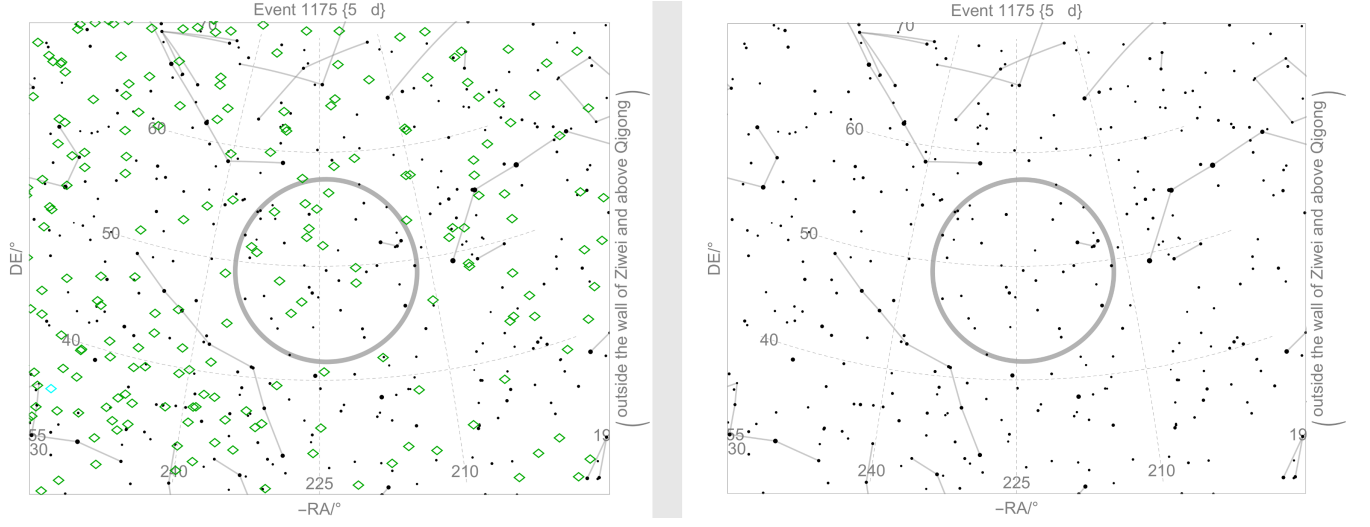 Event 1175 {5 d}
70
60
50
40
55
30
240
225
210
19
DE/°
–RA/°
( outside the wall of Ziwei and above Qigong )
Event 1175 {5 d}
70
60
50
40
55
30
240
225
210
19
DE/°
–RA/°
( outside the wall of Ziwei and above Qigong )